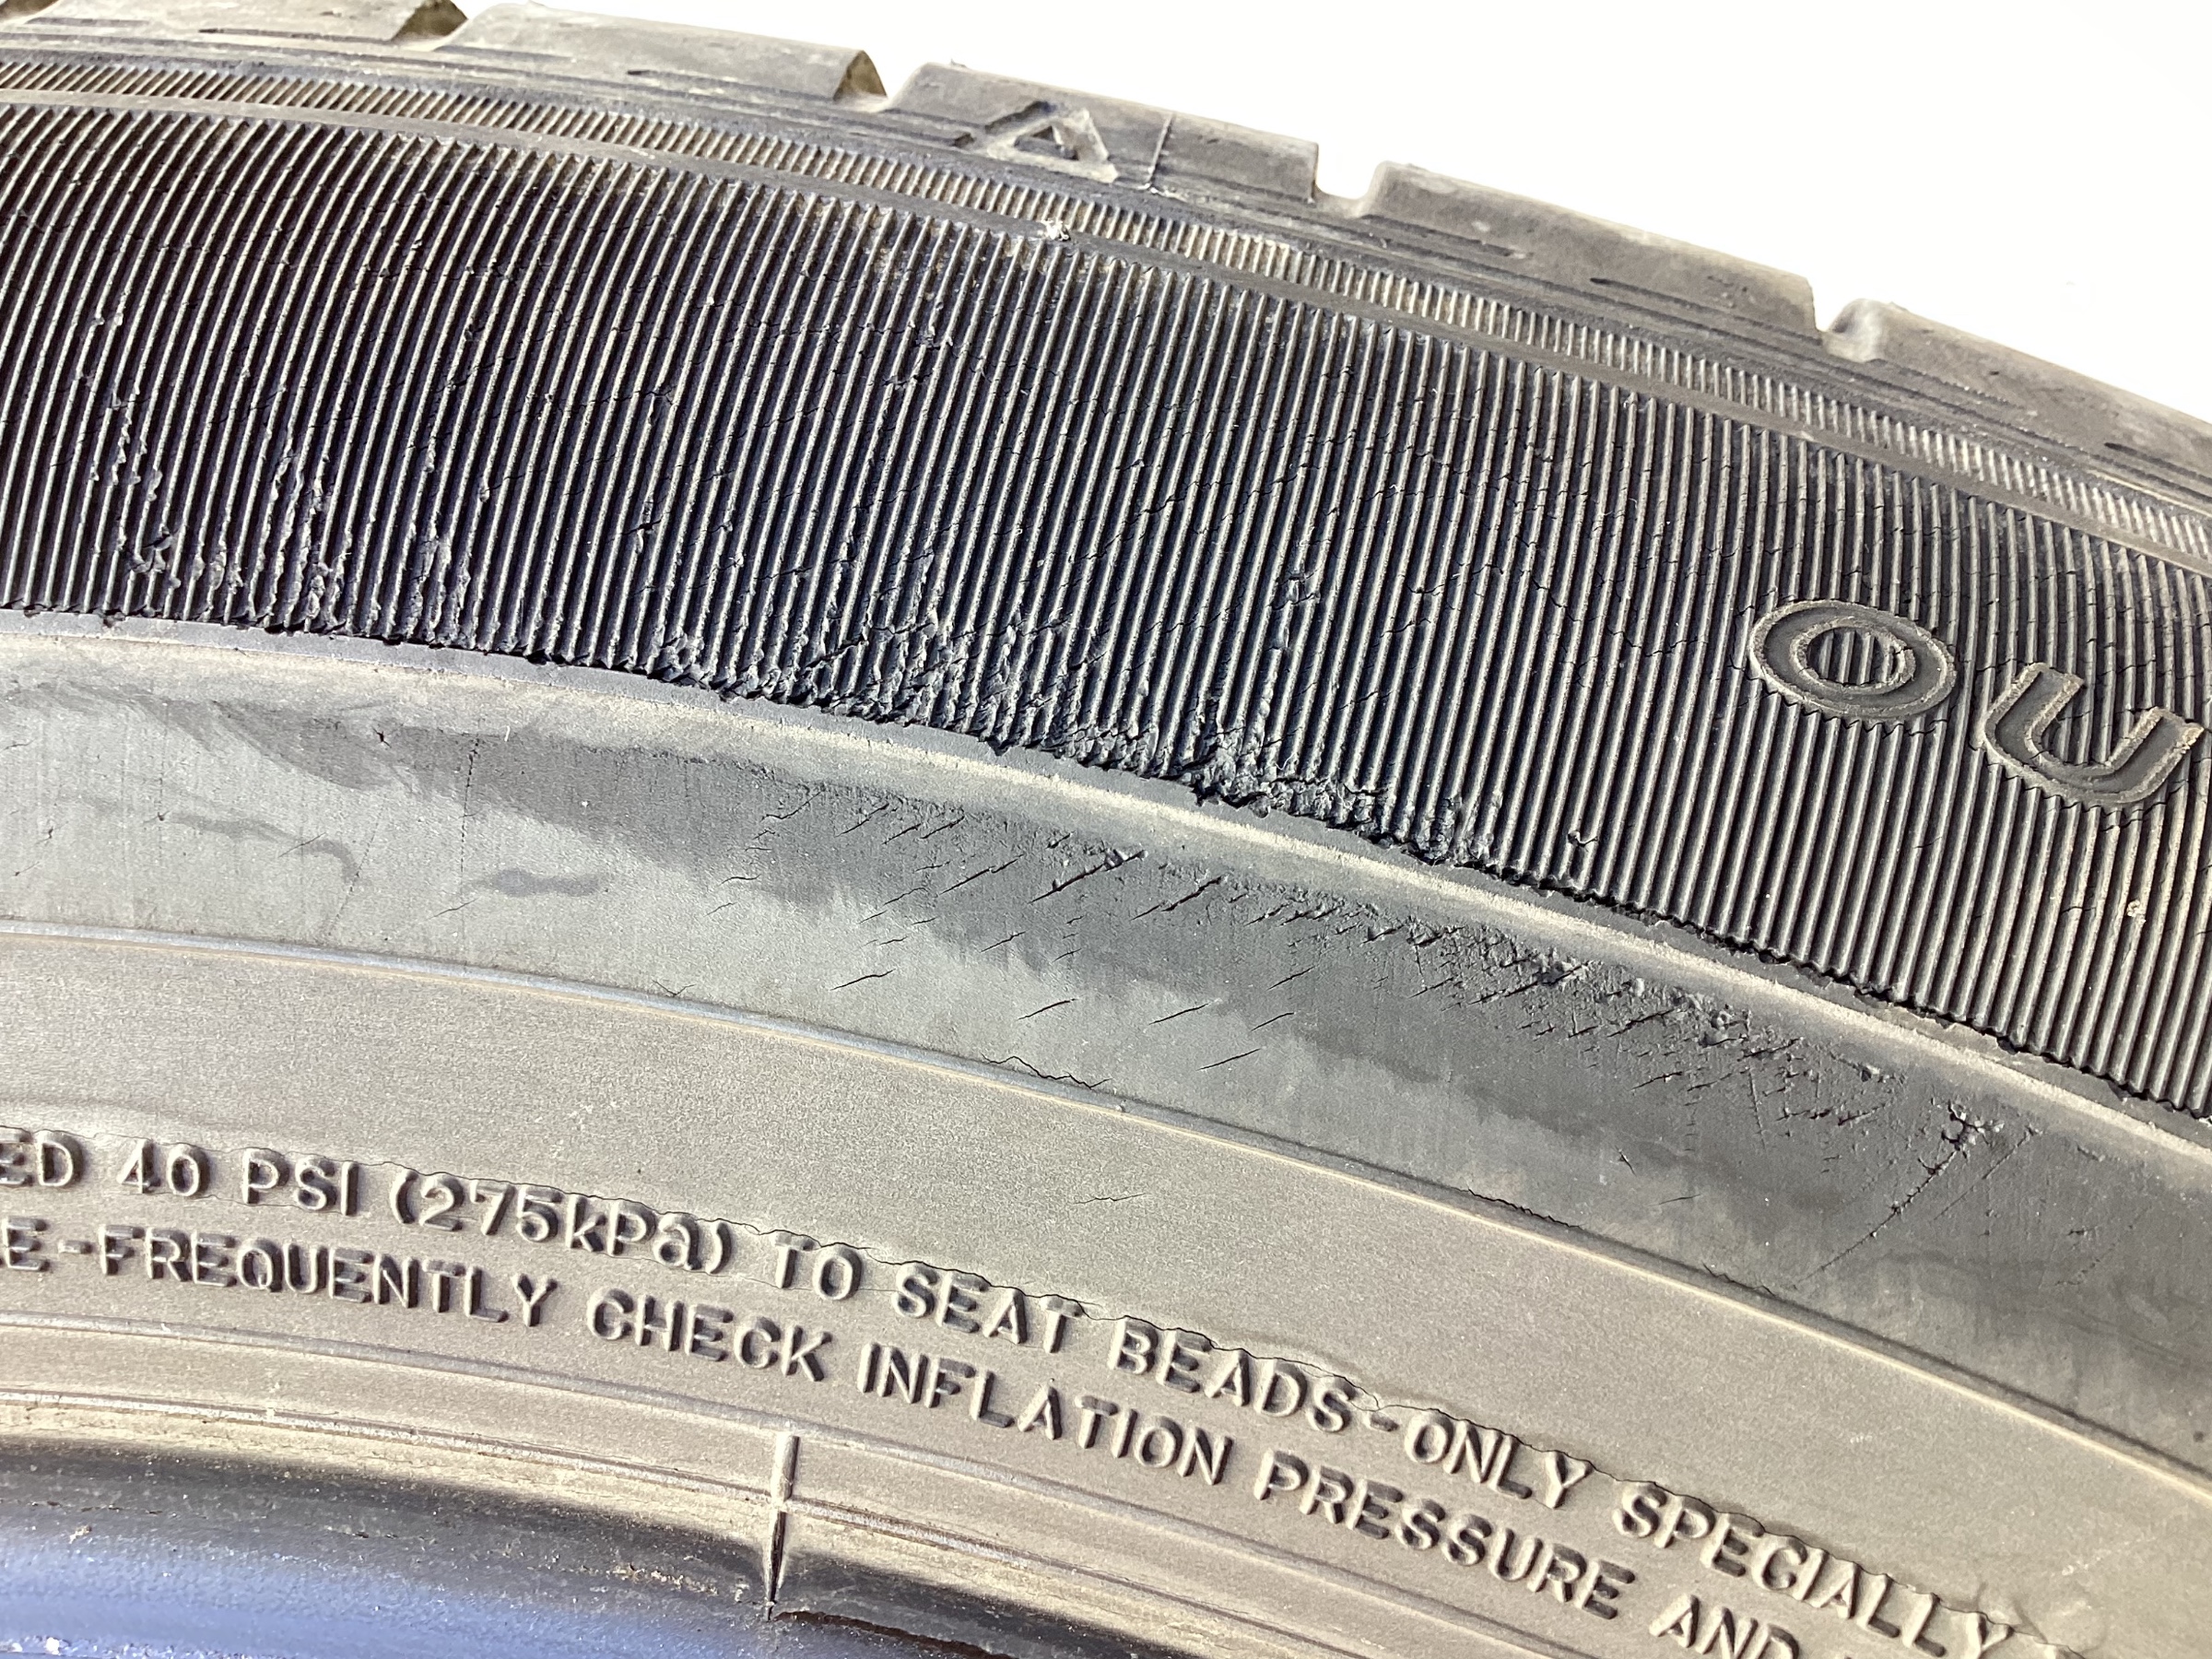 OU
ED 40 PSI (275kPa) TO SEAT BEADS-ONLY SPECIALLY
E-FREQUENTLY CHECK INFLATION PRESSURE AND